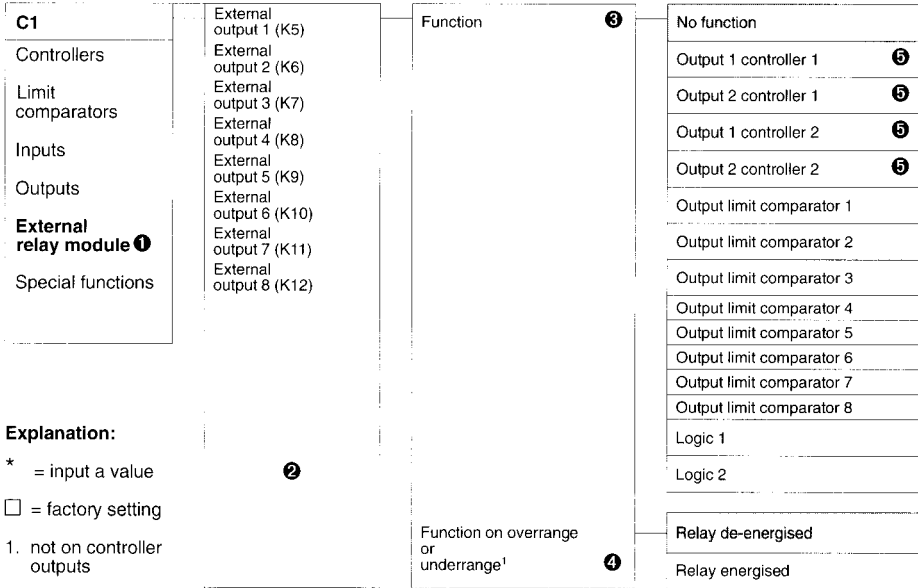 C1
Controllers
Limit
comparators
Inputs
Outputs
External
relay module ❶
Special functions
Explanation:
* = input a value
☐ = factory setting
1. not on controller
outputs
External
output 1 (K5)
External
output 2 (K6)
External
output 3 (K7)
External
output 4 (K8)
External
output 5 (K9)
External
output 6 (K10)
External
output 7 (K11)
External
output 8 (K12)
❷
Function ❸
Function on overrange
or
underrange¹ ❹
No function
Output 1 controller 1 ❺
Output 2 controller 1 ❺
Output 1 controller 2 ❺
Output 2 controller 2 ❺
Output limit comparator 1
Output limit comparator 2
Output limit comparator 3
Output limit comparator 4
Output limit comparator 5
Output limit comparator 6
Output limit comparator 7
Output limit comparator 8
Logic 1
Logic 2
Relay de-energised
Relay energised